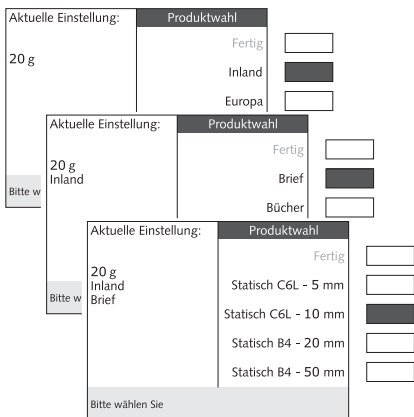 Aktuelle Einstellung:
Produktwahl
20 g
Fertig
Inland
Europa
Bitte w
Aktuelle Einstellung:
Produktwahl
20 g
Inland
Fertig
Brief
Bücher
Bitte w
Aktuelle Einstellung:
Produktwahl
20 g
Inland
Brief
Fertig
Statisch C6L - 5 mm
Statisch C6L - 10 mm
Statisch B4 - 20 mm
Statisch B4 - 50 mm
Bitte wählen Sie